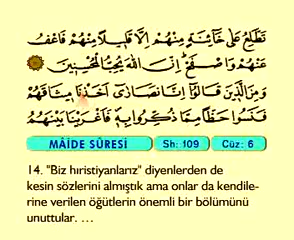 تَطَّلِعُ عَلٰى خَٓائِنَةٍ مِنْهُمْ اِلَّا قَل۪يلًا مِنْهُمْ فَاعْفُ
عَنْهُمْ وَاصْفَحْ اِنَّ اللّٰهَ يُحِبُّ الْمُحْسِن۪ينَ
وَمِنَ الَّذ۪ينَ قَالُٓوا اِنَّا نَصَارٰٓى اَخَذْنَا م۪يثَاقَهُمْ
فَنَسُوا حَظًّا مِمَّا ذُكِّرُوا بِه۪ فَاَغْرَيْنَا بَيْنَهُمُ
MÂİDE SÛRESİ Sh: 109 Cüz: 6
14. "Biz hıristiyanlarız" diyenlerden de
kesin sözlerini almıştık ama onlar da kendile-
rine verilen öğütlerin önemli bir bölümünü
unuttular. ...